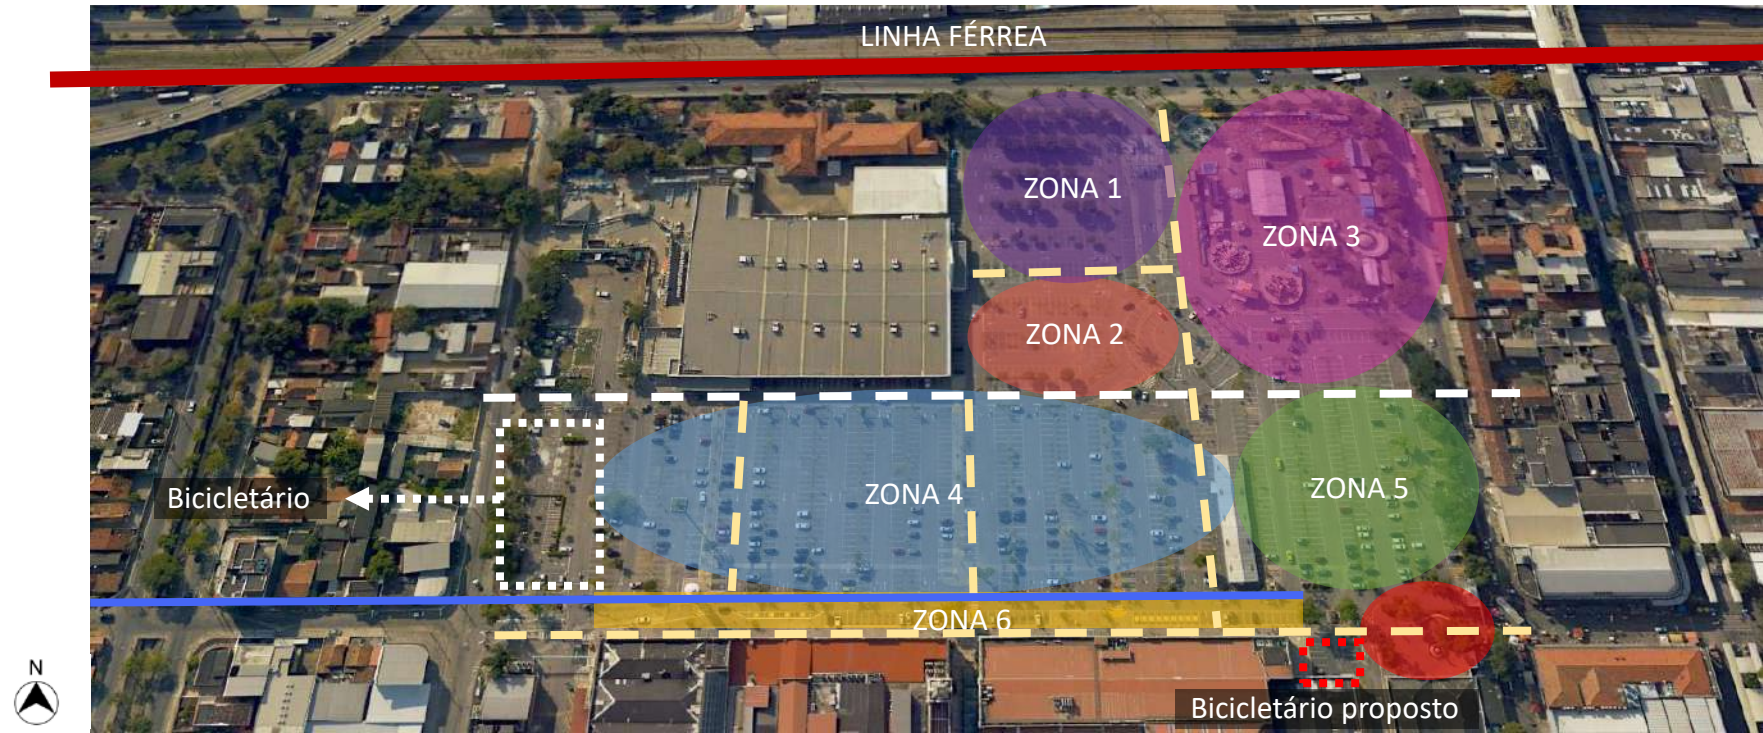 LINHA FÉRREA
ZONA 1
ZONA 3
ZONA 2
ZONA 4
ZONA 5
Bicicletário
ZONA 6
N
Bicicletário proposto